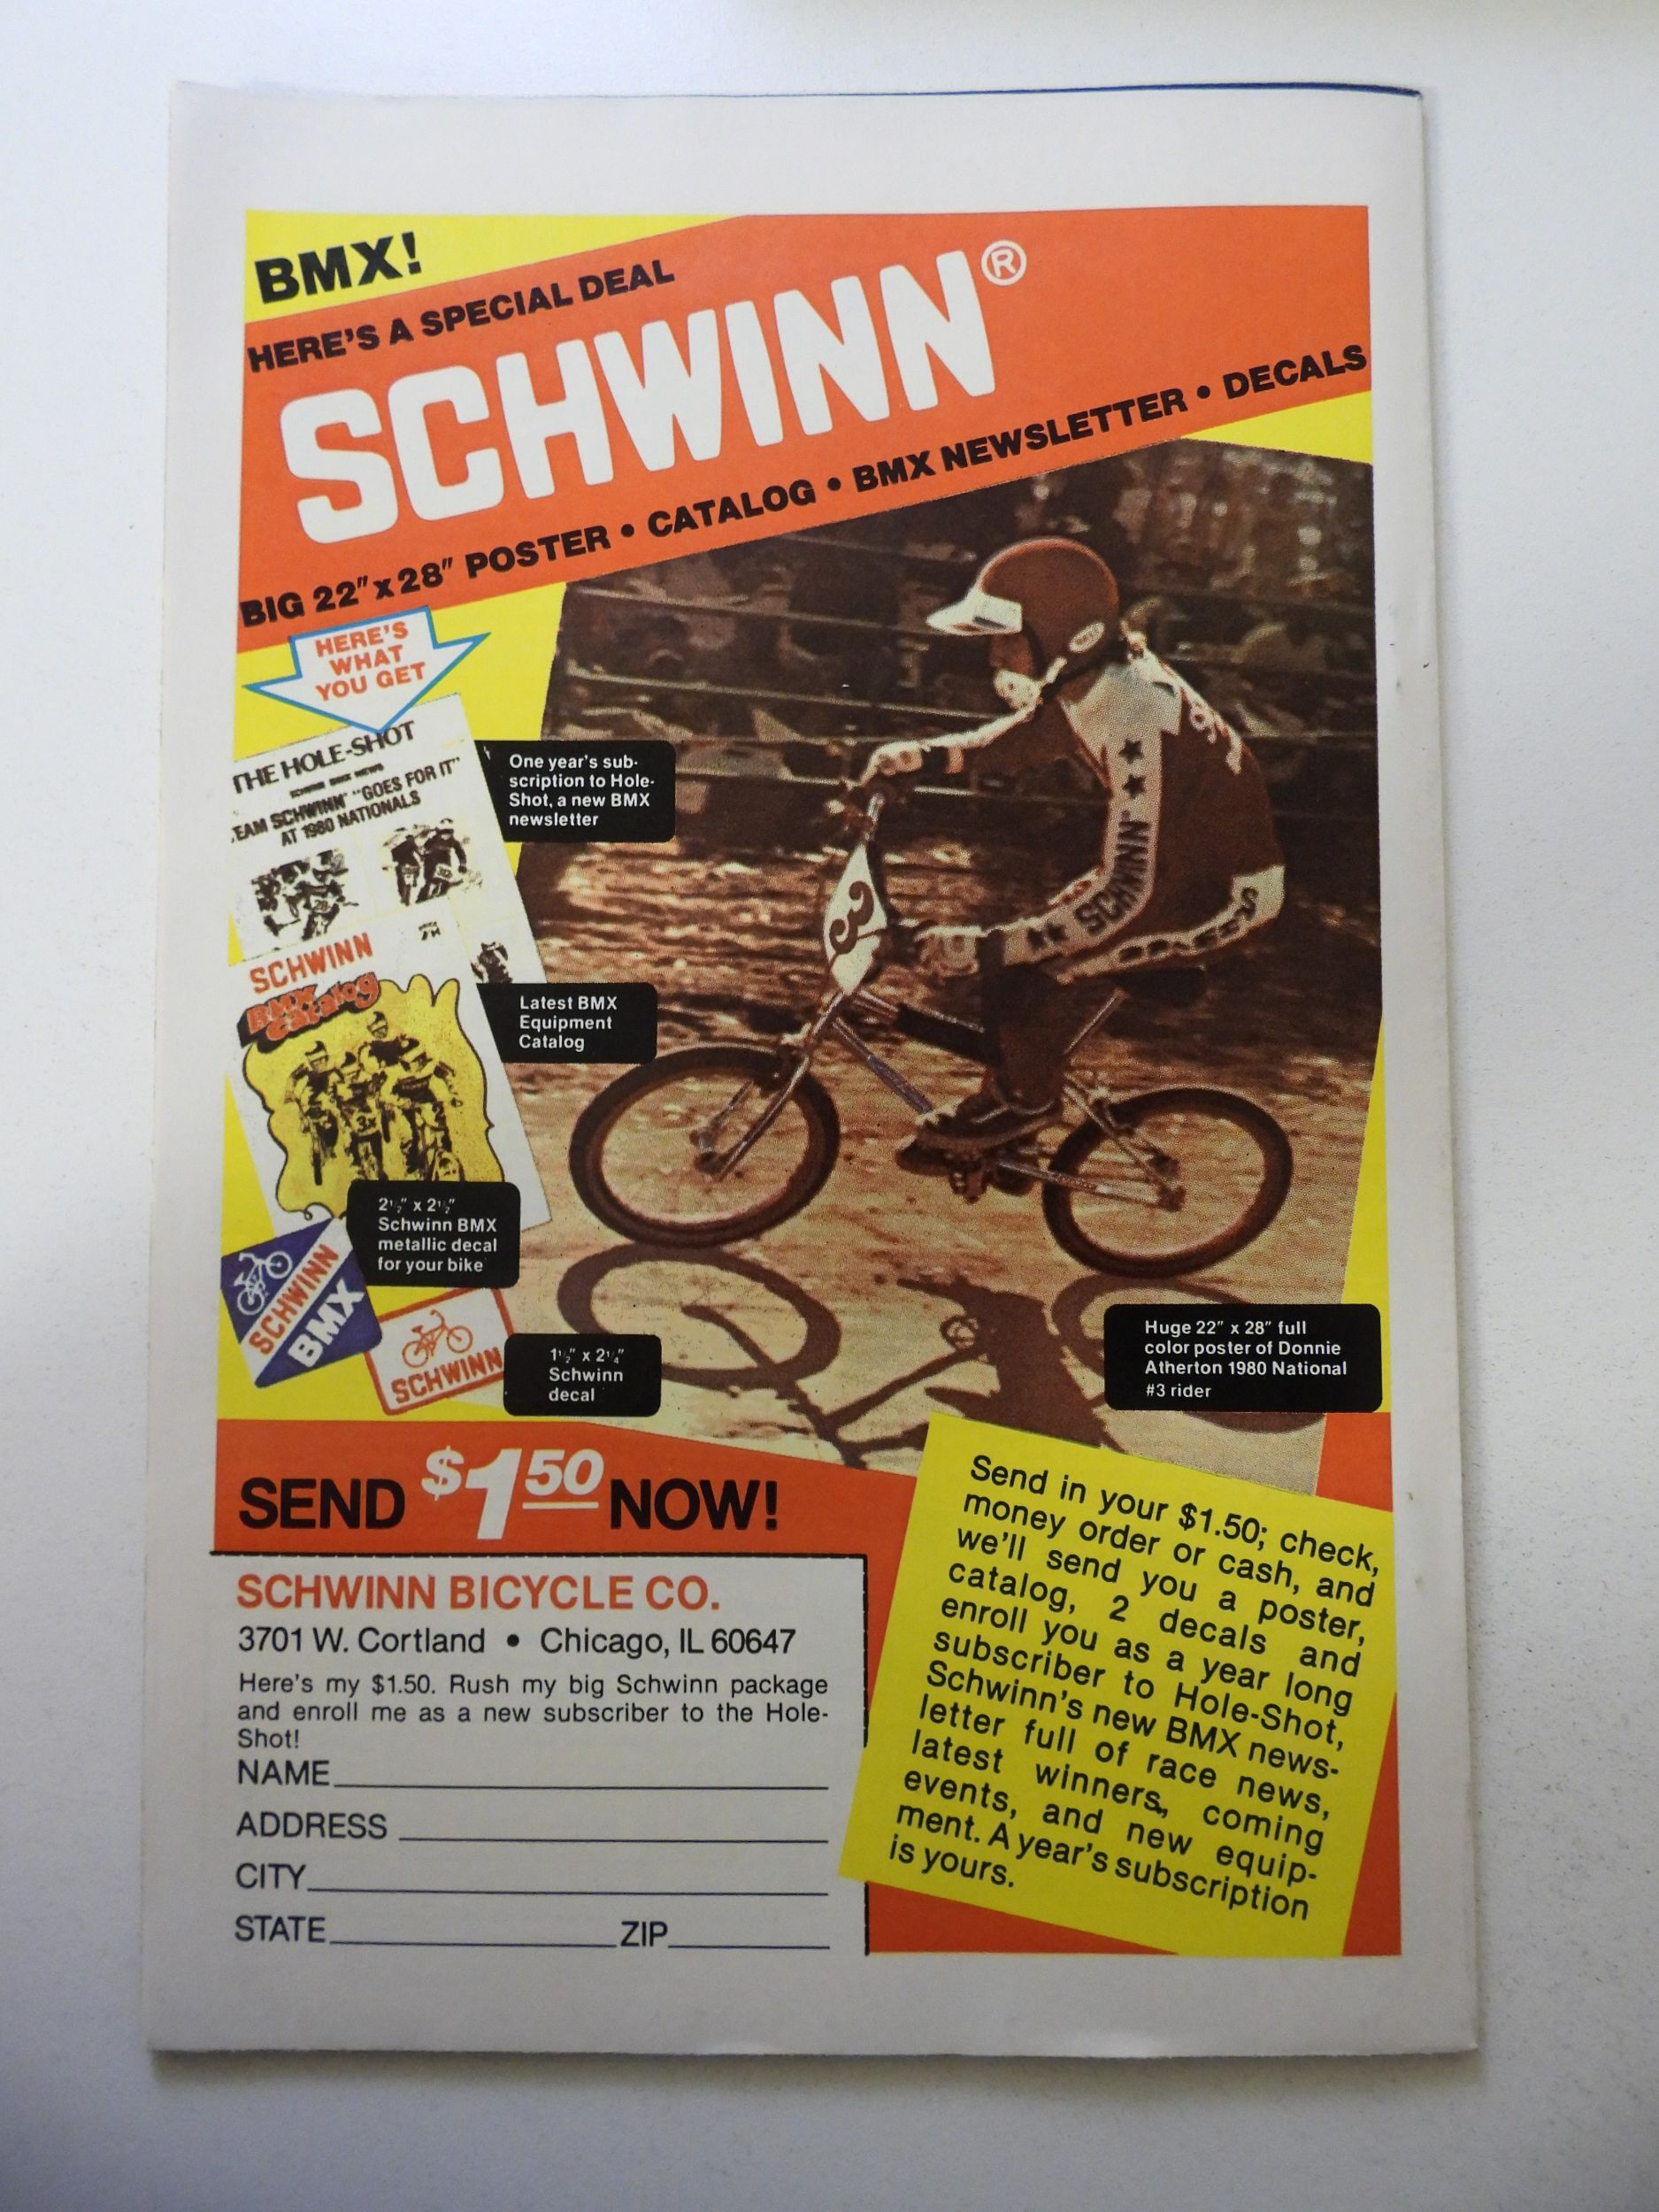 BMX!
HERE'S A SPECIAL DEAL
SCHWINN®
BIG 22" x 28" POSTER • CATALOG • BMX NEWSLETTER • DECALS
HERE'S
WHAT
YOU GET
THE HOLE-SHOT
SCHWINN BMX NEWS
TEAM SCHWINN "GOES FOR IT"
AT 1980 NATIONALS
One year's sub-
scription to Hole-
Shot, a new BMX
newsletter
SCHWINN
BMX
Catalog
Latest BMX
Equipment
Catalog
3
SCHWINN
2½" x 2½"
Schwinn BMX
metallic decal
for your bike
SCHWINN
BMX
SCHWINN
1½" x 2¼"
Schwinn
decal
Huge 22" x 28" full
color poster of Donnie
Atherton 1980 National
#3 rider
SEND $1.50 NOW!
SCHWINN BICYCLE CO.
3701 W. Cortland • Chicago, IL 60647
Here's my $1.50. Rush my big Schwinn package
and enroll me as a new subscriber to the Hole-
Shot!
NAME
ADDRESS
CITY
STATE ZIP
Send in your $1.50; check,
money order or cash, and
we'll send you a poster,
catalog, 2 decals and
enroll you as a year long
subscriber to Hole-Shot,
Schwinn's new BMX news-
letter full of race news,
latest winners, coming
events, and new equip-
ment. A year's subscription
is yours.